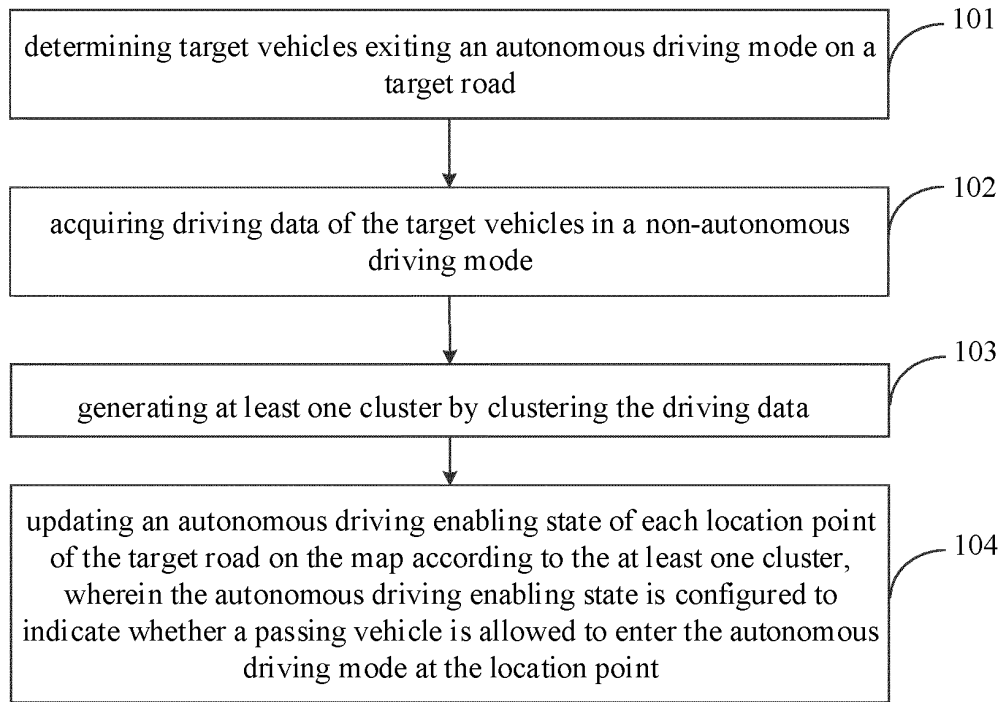 101
determining target vehicles exiting an autonomous driving mode on a
target road
102
acquiring driving data of the target vehicles in a non-autonomous
driving mode
103
generating at least one cluster by clustering the driving data
updating an autonomous driving enabling state of each location point
of the target road on the map according to the at least one cluster,
104
wherein the autonomous driving enabling state is configured to
indicate whether a passing vehicle is allowed to enter the autonomous
driving mode at the location point